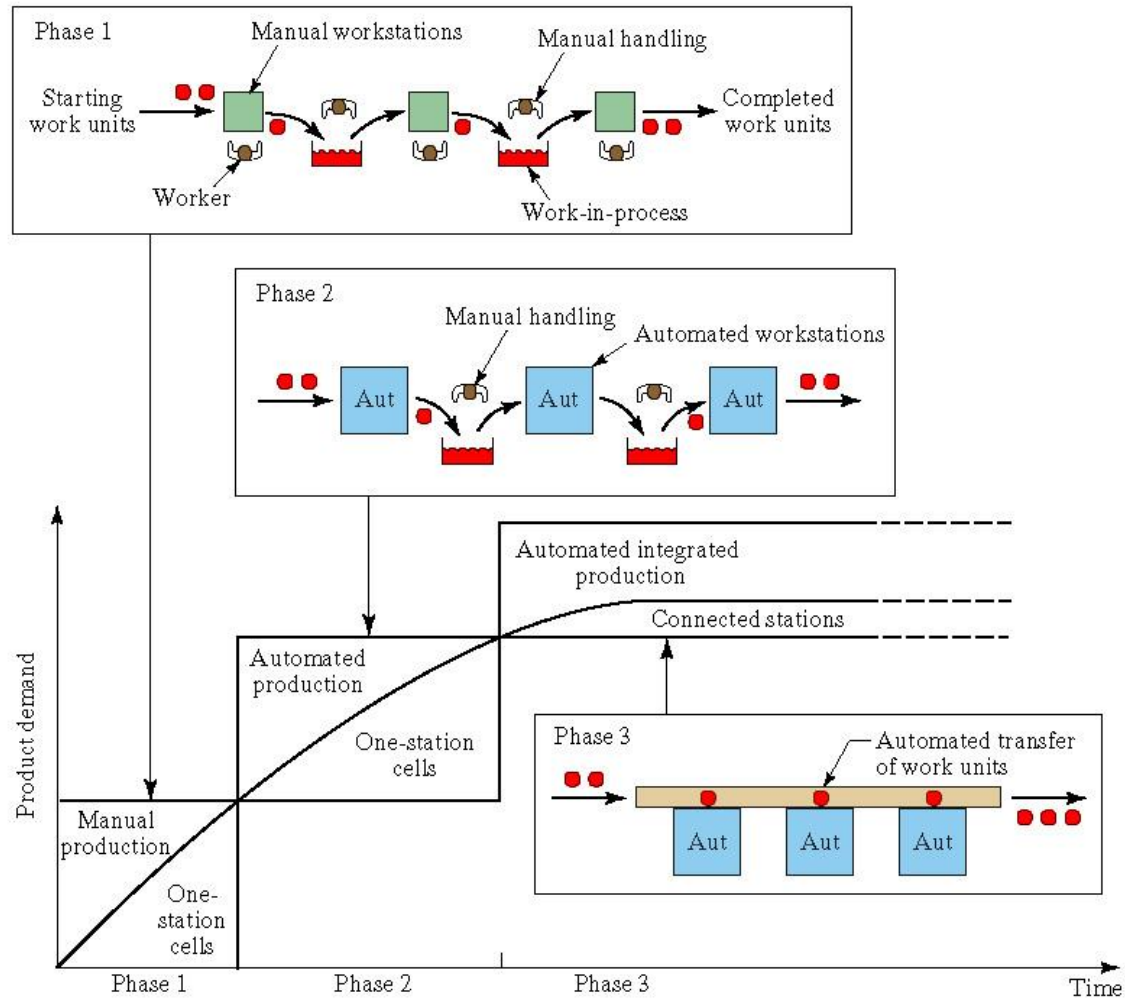 Phase 1
Manual workstations
Manual handling
Starting
work units
Completed
work units
Worker
Work-in-process
Phase 2
Manual handling
Automated workstations
Aut
Aut
Aut
Product demand
Automated integrated
production
Connected stations
Automated
production
One-station
cells
Manual
production
One-
station
cells
Phase 3
Automated transfer
of work units
Aut
Aut
Aut
Phase 1
Phase 2
Phase 3
Time